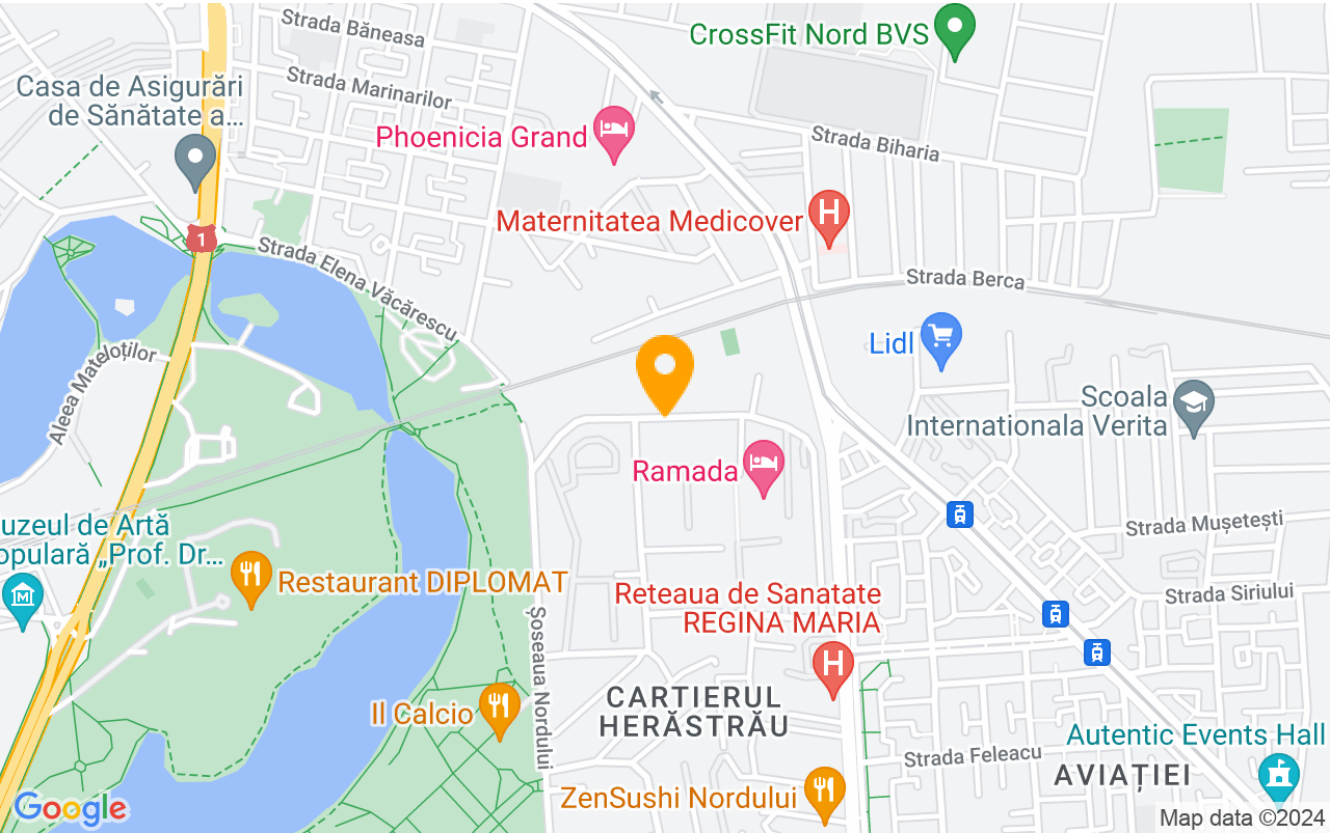 Strada Băneasa
CrossFit Nord BVS
Casa de Asigurări
de Sănătate a...
Strada Marinarilor
Phoenicia Grand
Strada Biharia
H
Maternitatea Medicover
1
Strada Elena Văcărescu
Strada Berca
Lidl
Aleea Mateloților
Scoala
Internationala Verita
Ramada
uzeul de Artă
opulară „Prof. Dr...
M
Strada Mușetești
Restaurant DIPLOMAT
Reteaua de Sanatate
REGINA MARIA
Strada Siriului
Șoseaua Nordului
H
CARTIERUL
HERĂSTRĂU
Il Calcio
Strada Feleacu
Autentic Events Hall
AVIAȚIEI
ZenSushi Nordului
Google
Map data ©2024